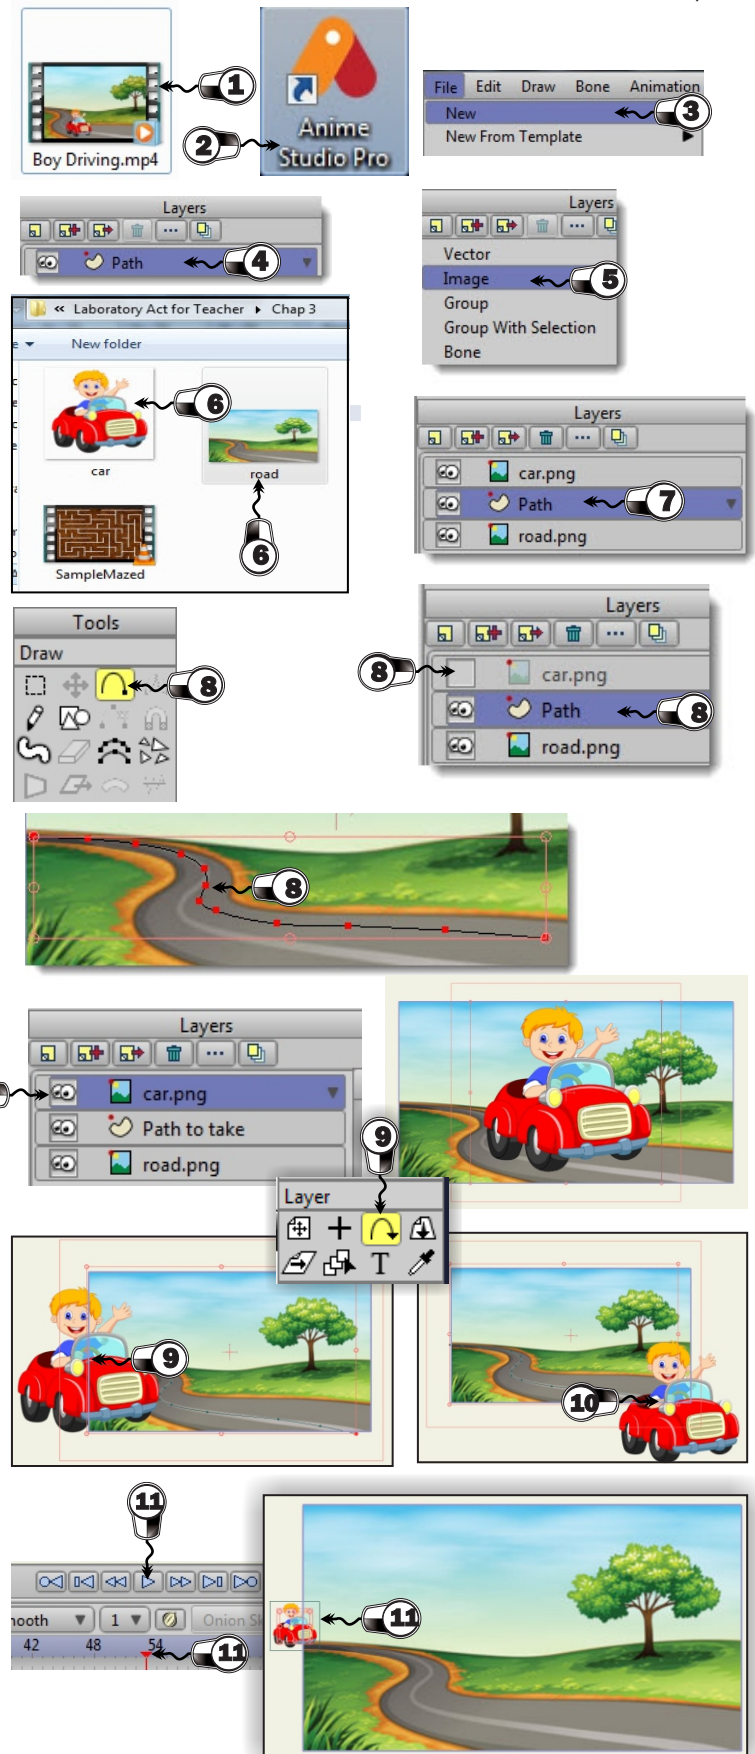 Boy Driving.mp4
1
2
Anime
Studio Pro
File Edit Draw Bone Animation
New
3
New From Template
Layers
Path
4
Layers
Vector
Image
5
Group
Group With Selection
Bone
« Laboratory Act for Teacher Chap 3
New folder
6
car
road
6
SampleMazed
Layers
car.png
Path
7
road.png
Tools
Draw
8
Layers
8
car.png
Path
8
road.png
8
Layers
car.png
Path to take
road.png
9
Layer
T
9
10
11
mooth 1 Onion Sk
42 48 54
11
11